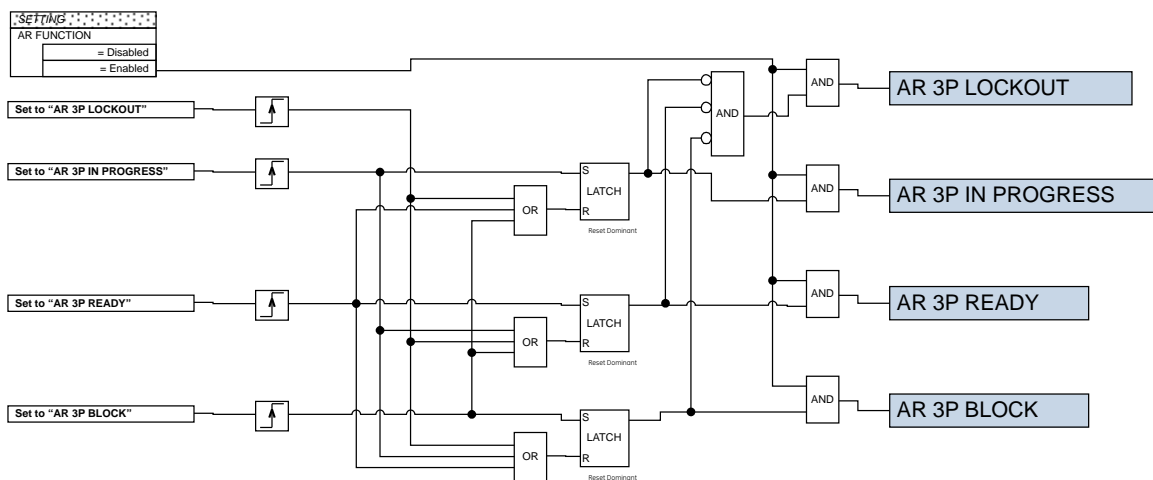 SETTING
AR FUNCTION
= Disabled
= Enabled
Set to “AR 3P LOCKOUT”
AND
AND
AR 3P LOCKOUT
Set to “AR 3P IN PROGRESS”
S
LATCH
R
Reset Dominant
OR
AND
AR 3P IN PROGRESS
Set to “AR 3P READY”
S
LATCH
R
Reset Dominant
OR
AND
AR 3P READY
Set to “AR 3P BLOCK”
S
LATCH
R
Reset Dominant
OR
AND
AR 3P BLOCK